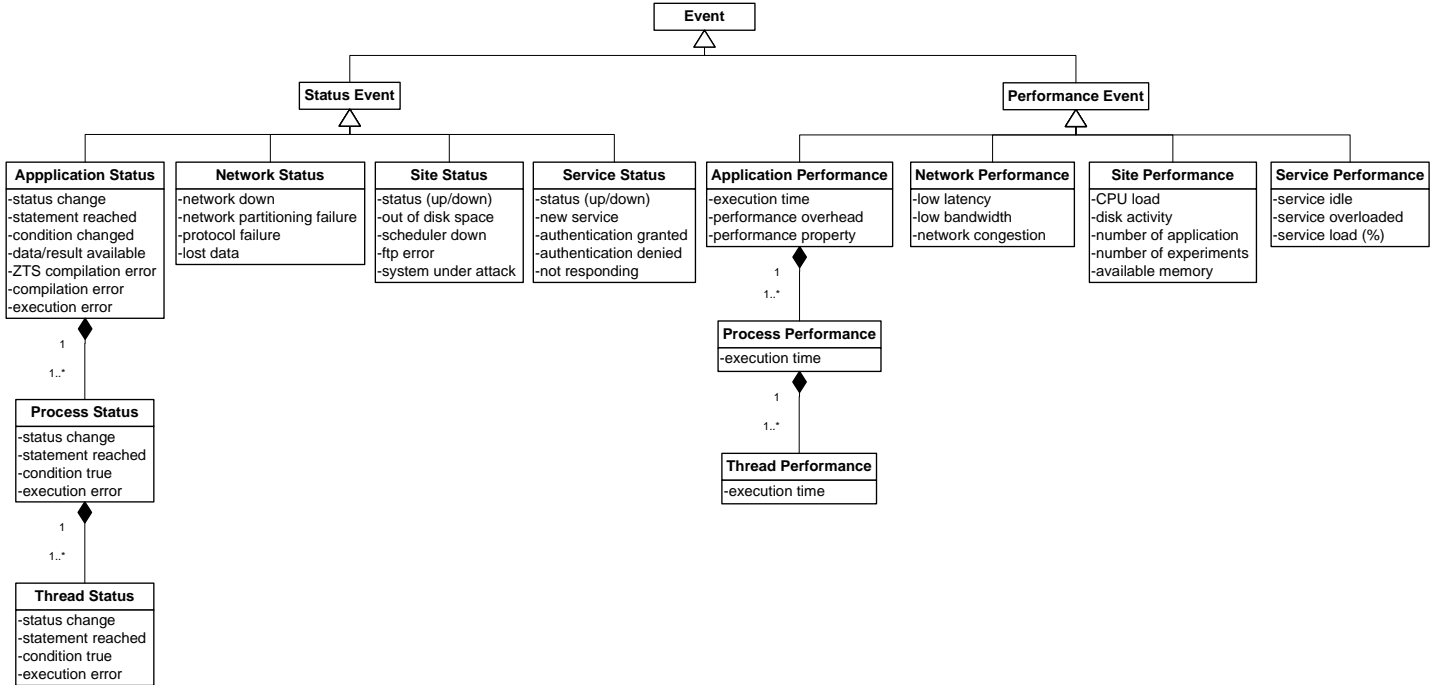 Event
Status Event
Performance Event
Appplication Status
-status change
-statement reached
-condition changed
-data/result available
-ZTS compilation error
-compilation error
-execution error
Network Status
-network down
-network partitioning failure
-protocol failure
-lost data
Site Status
-status (up/down)
-out of disk space
-scheduler down
-ftp error
-system under attack
Service Status
-status (up/down)
-new service
-authentication granted
-authentication denied
-not responding
Application Performance
-execution time
-performance overhead
-performance property
Network Performance
-low latency
-low bandwidth
-network congestion
Site Performance
-CPU load
-disk activity
-number of application
-number of experiments
-available memory
Service Performance
-service idle
-service overloaded
-service load (%)
1
1..*
Process Status
-status change
-statement reached
-condition true
-execution error
1
1..*
Thread Status
-status change
-statement reached
-condition true
-execution error
1
1..*
Process Performance
-execution time
1
1..*
Thread Performance
-execution time